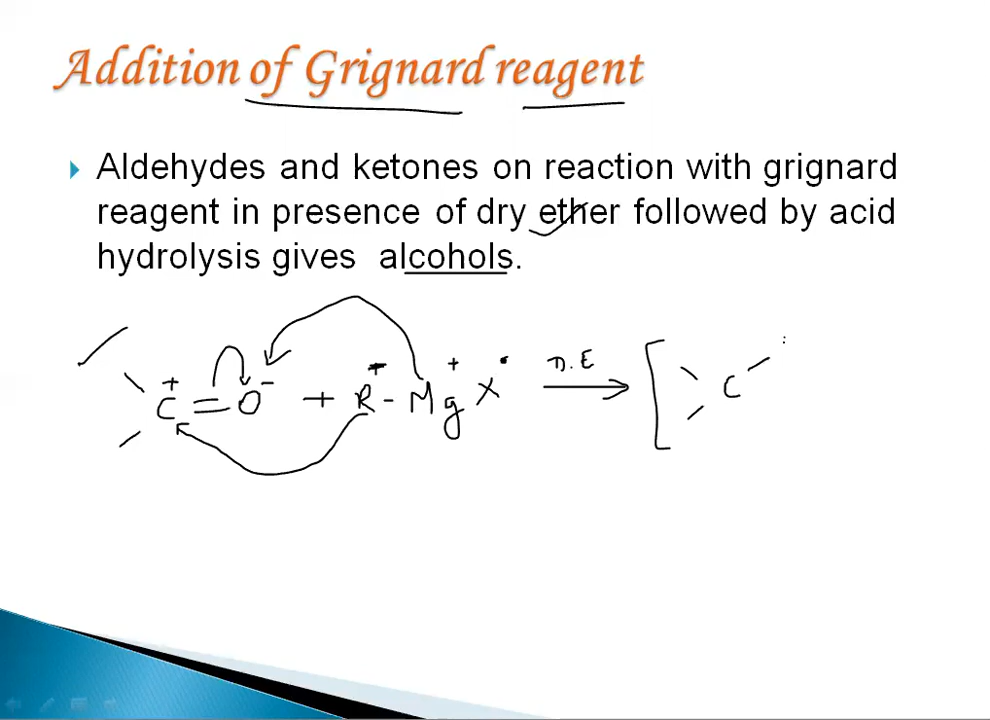 Addition of Grignard reagent
Aldehydes and ketones on reaction with grignard
reagent in presence of dry ether followed by acid
hydrolysis gives alcohols.
C=O + R-MgX D.E → [ C